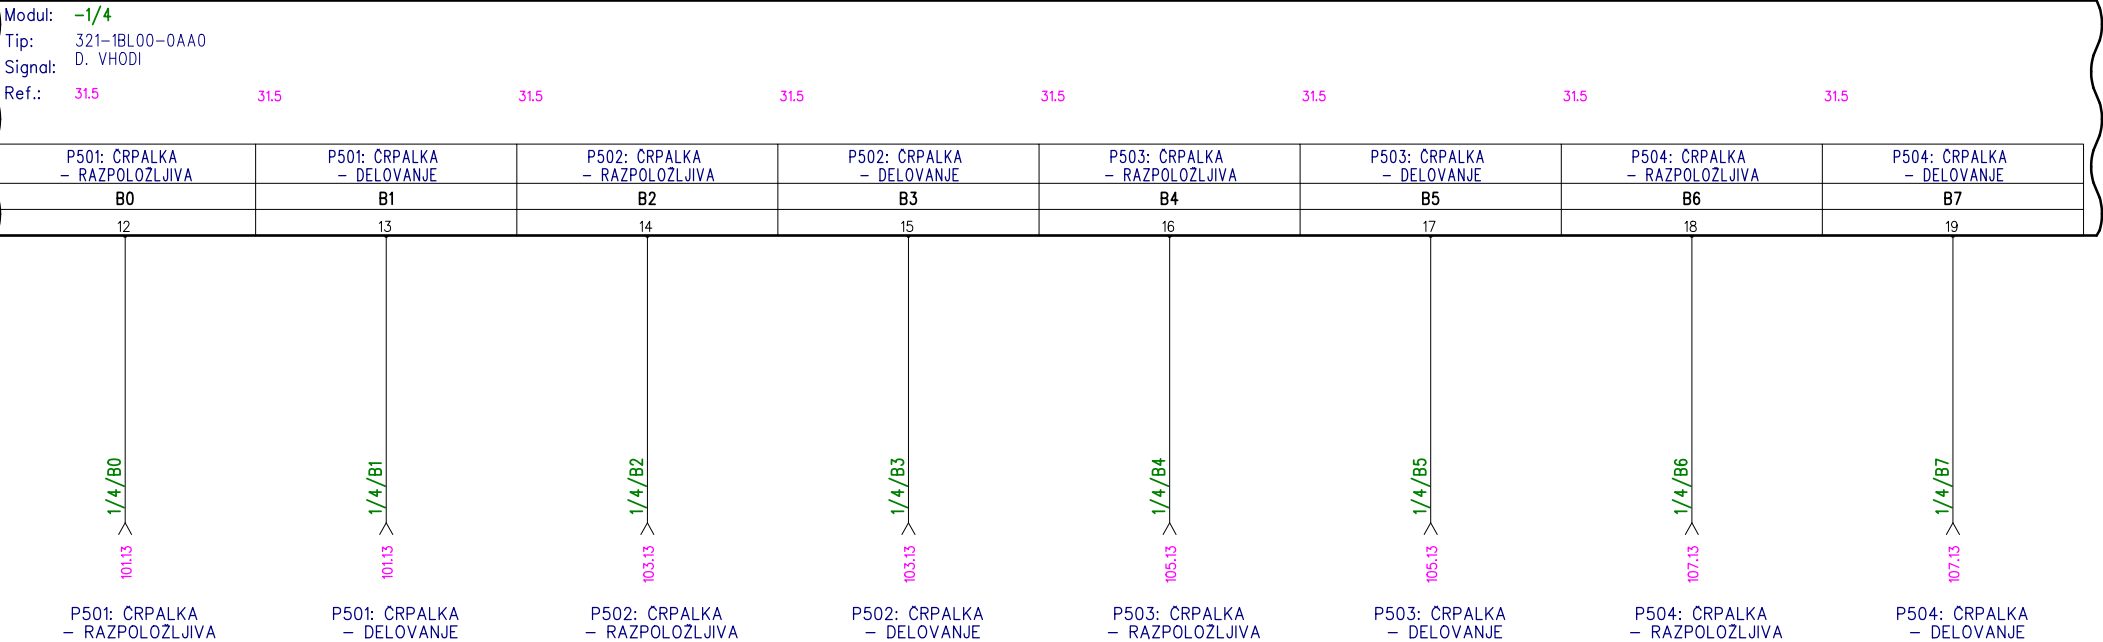 Modul: -1/4
Tip: 321-1BL00-0AA0
Signal: D. VHODI
Ref.: 31.5 31.5 31.5 31.5 31.5 31.5 31.5 31.5
P501: ČRPALKA P501: ČRPALKA P502: ČRPALKA P502: ČRPALKA P503: ČRPALKA P503: ČRPALKA P504: ČRPALKA P504: ČRPALKA
- RAZPOLOŽLJIVA - DELOVANJE - RAZPOLOŽLJIVA - DELOVANJE - RAZPOLOŽLJIVA - DELOVANJE - RAZPOLOŽLJIVA - DELOVANJE
B0 B1 B2 B3 B4 B5 B6 B7
12 13 14 15 16 17 18 19
1/4/B0 1/4/B1 1/4/B2 1/4/B3 1/4/B4 1/4/B5 1/4/B6 1/4/B7
101.13 101.13 103.13 103.13 105.13 105.13 107.13 107.13
P501: ČRPALKA P501: ČRPALKA P502: ČRPALKA P502: ČRPALKA P503: ČRPALKA P503: ČRPALKA P504: ČRPALKA P504: ČRPALKA
- RAZPOLOŽLJIVA - DELOVANJE - RAZPOLOŽLJIVA - DELOVANJE - RAZPOLOŽLJIVA - DELOVANJE - RAZPOLOŽLJIVA - DELOVANJE